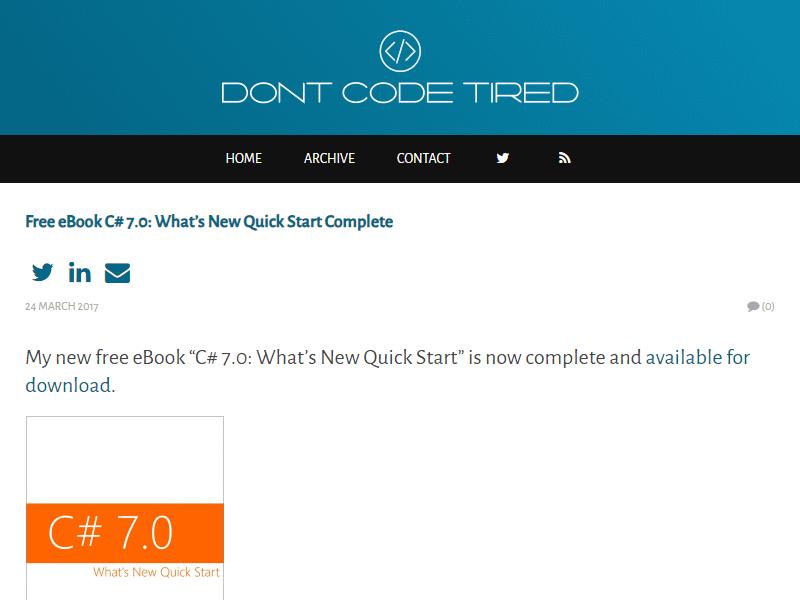 </>
DONT CODE TIRED
HOME ARCHIVE CONTACT
Free eBook C# 7.0: What's New Quick Start Complete
in
24 MARCH 2017 (0)
My new free eBook “C# 7.0: What's New Quick Start” is now complete and available for
download.
C# 7.0
What's New Quick Start